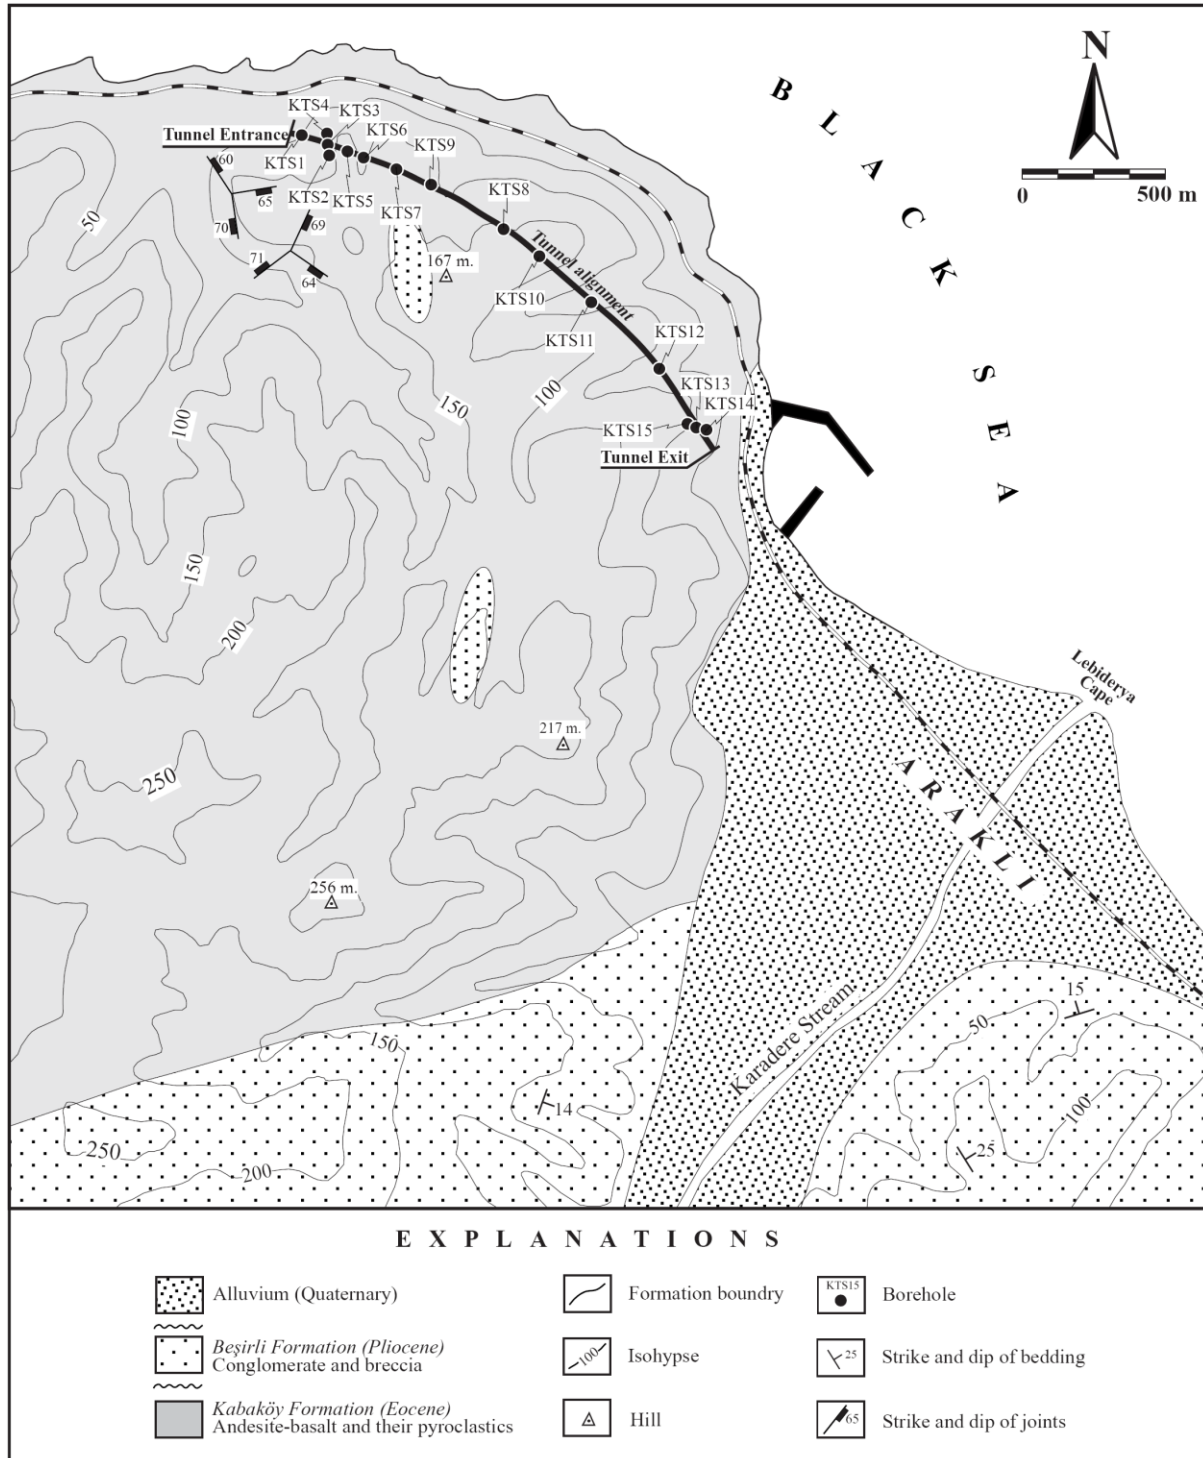 N
0 500 m
BLACK SEA
KTS4
KTS3
Tunnel Entrance
KTS6
KTS9
KTS1
60
KTS2
KTS5
KTS8
65
KTS7
50
70
69
Tunnel alignment
71
64
167 m.
KTS10
KTS11
KTS12
KTS13
100
150
100
KTS14
KTS15
Tunnel Exit
150
200
Lebiderya
Cape
217 m.
250
ARAKLI
256 m.
Karadere Stream
15
50
150
14
100
250
200
25
EXPLANATIONS
Alluvium (Quaternary)
Formation boundry
KTS15
Borehole
Beşirli Formation (Pliocene)
Conglomerate and breccia
100
Isohypse
25
Strike and dip of bedding
Kabaköy Formation (Eocene)
Andesite-basalt and their pyroclastics
Hill
65
Strike and dip of joints